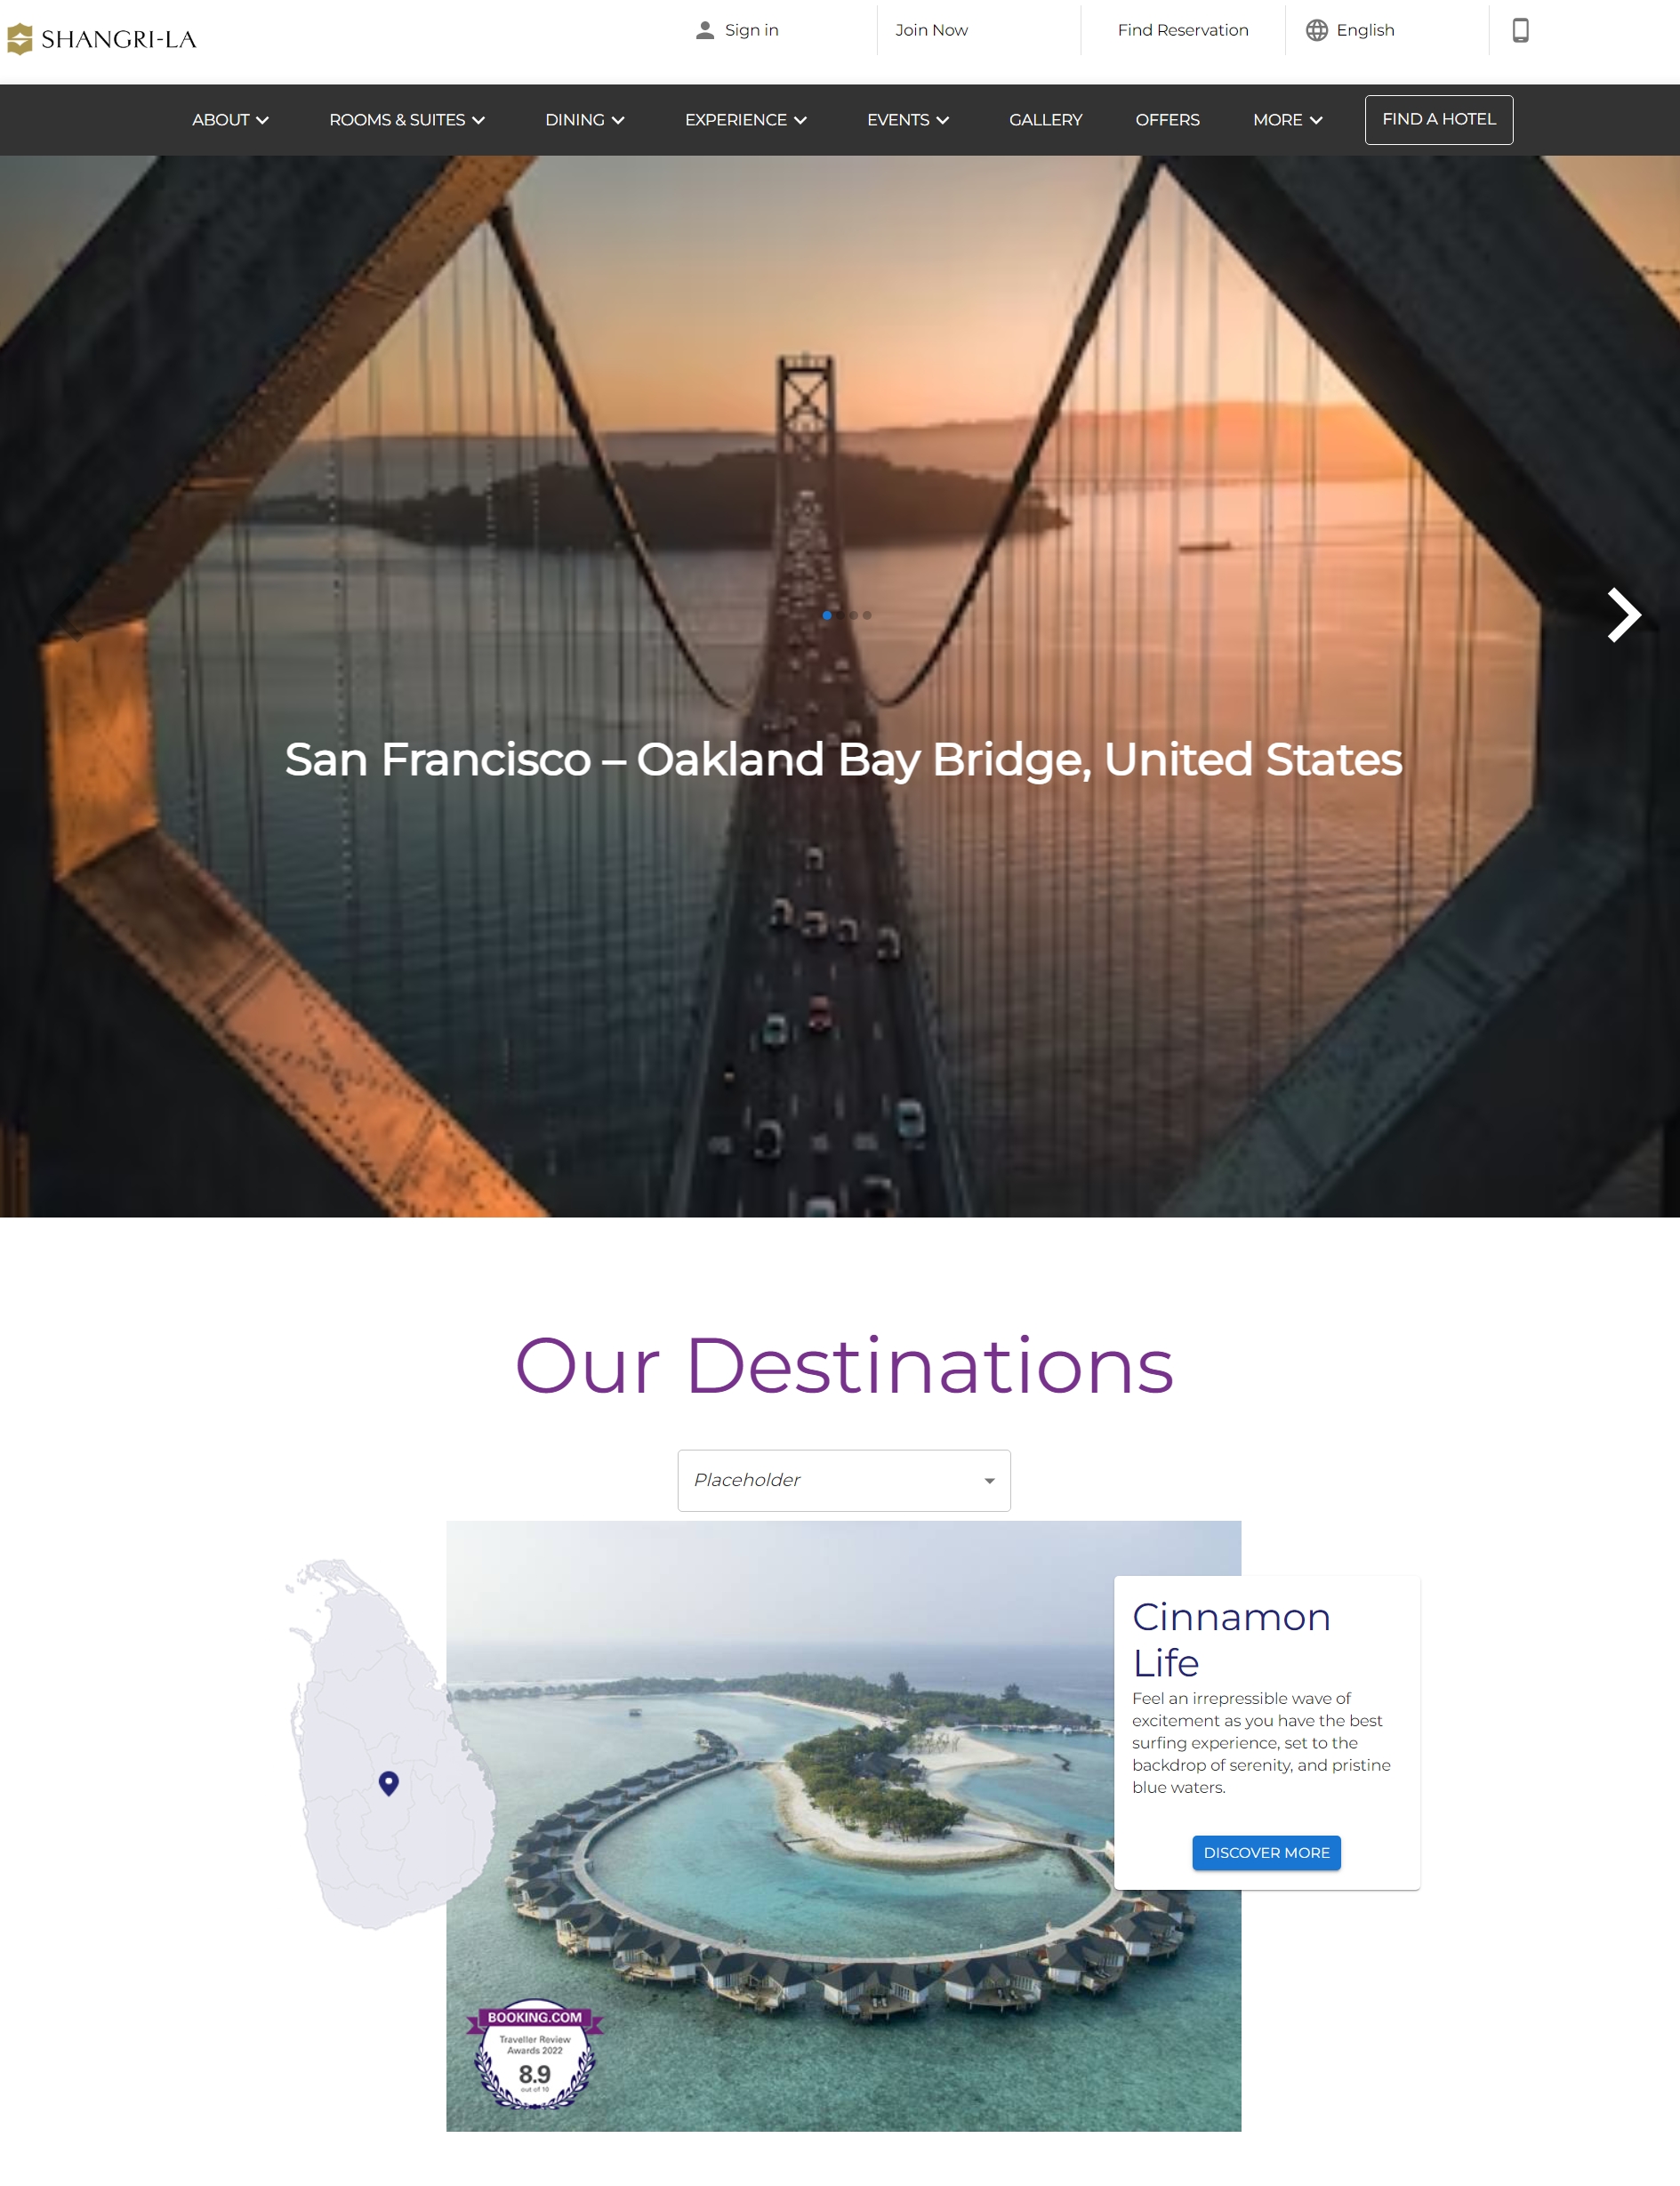 SHANGRI-LA
Sign in
Join Now
Find Reservation
English
ABOUT
ROOMS & SUITES
DINING
EXPERIENCE
EVENTS
GALLERY
OFFERS
MORE
FIND A HOTEL
San Francisco – Oakland Bay Bridge, United States
Our Destinations
Placeholder
Cinnamon
Life
Feel an irrepressible wave of
excitement as you have the best
surfing experience, set to the
backdrop of serenity, and pristine
blue waters.
DISCOVER MORE
BOOKING.COM
Traveller Review
Awards 2022
8.9
out of 10